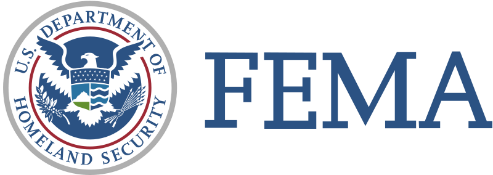 U.S. DEPARTMENT OF
HOMELAND SECURITY
FEMA